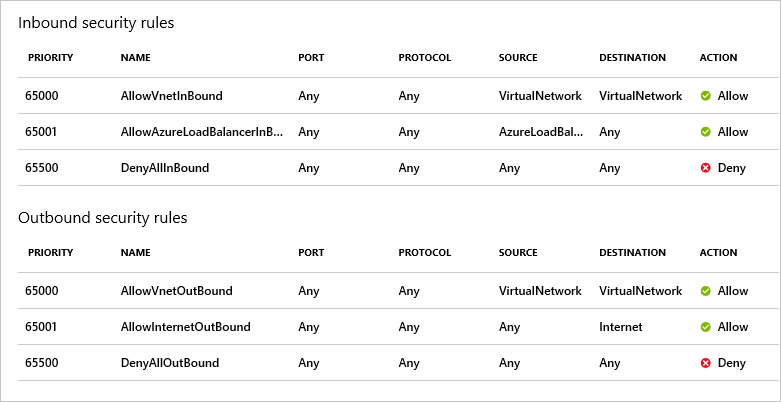 Inbound security rules
PRIORITY NAME PORT PROTOCOL SOURCE DESTINATION ACTION
65000 AllowVnetInBound Any Any VirtualNetwork VirtualNetwork Allow
65001 AllowAzureLoadBalancerInB... Any Any AzureLoadBal... Any Allow
65500 DenyAllInBound Any Any Any Any Deny
Outbound security rules
PRIORITY NAME PORT PROTOCOL SOURCE DESTINATION ACTION
65000 AllowVnetOutBound Any Any VirtualNetwork VirtualNetwork Allow
65001 AllowInternetOutBound Any Any Any Internet Allow
65500 DenyAllOutBound Any Any Any Any Deny